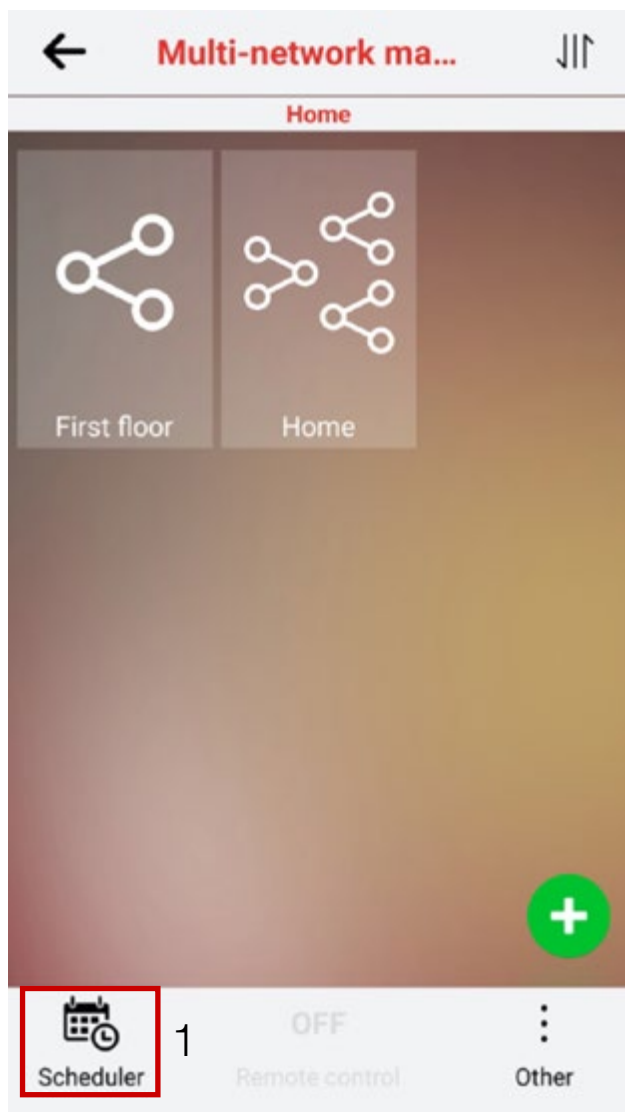 Multi-network ma...
Home
First floor Home
OFF
1
Scheduler Remote control Other